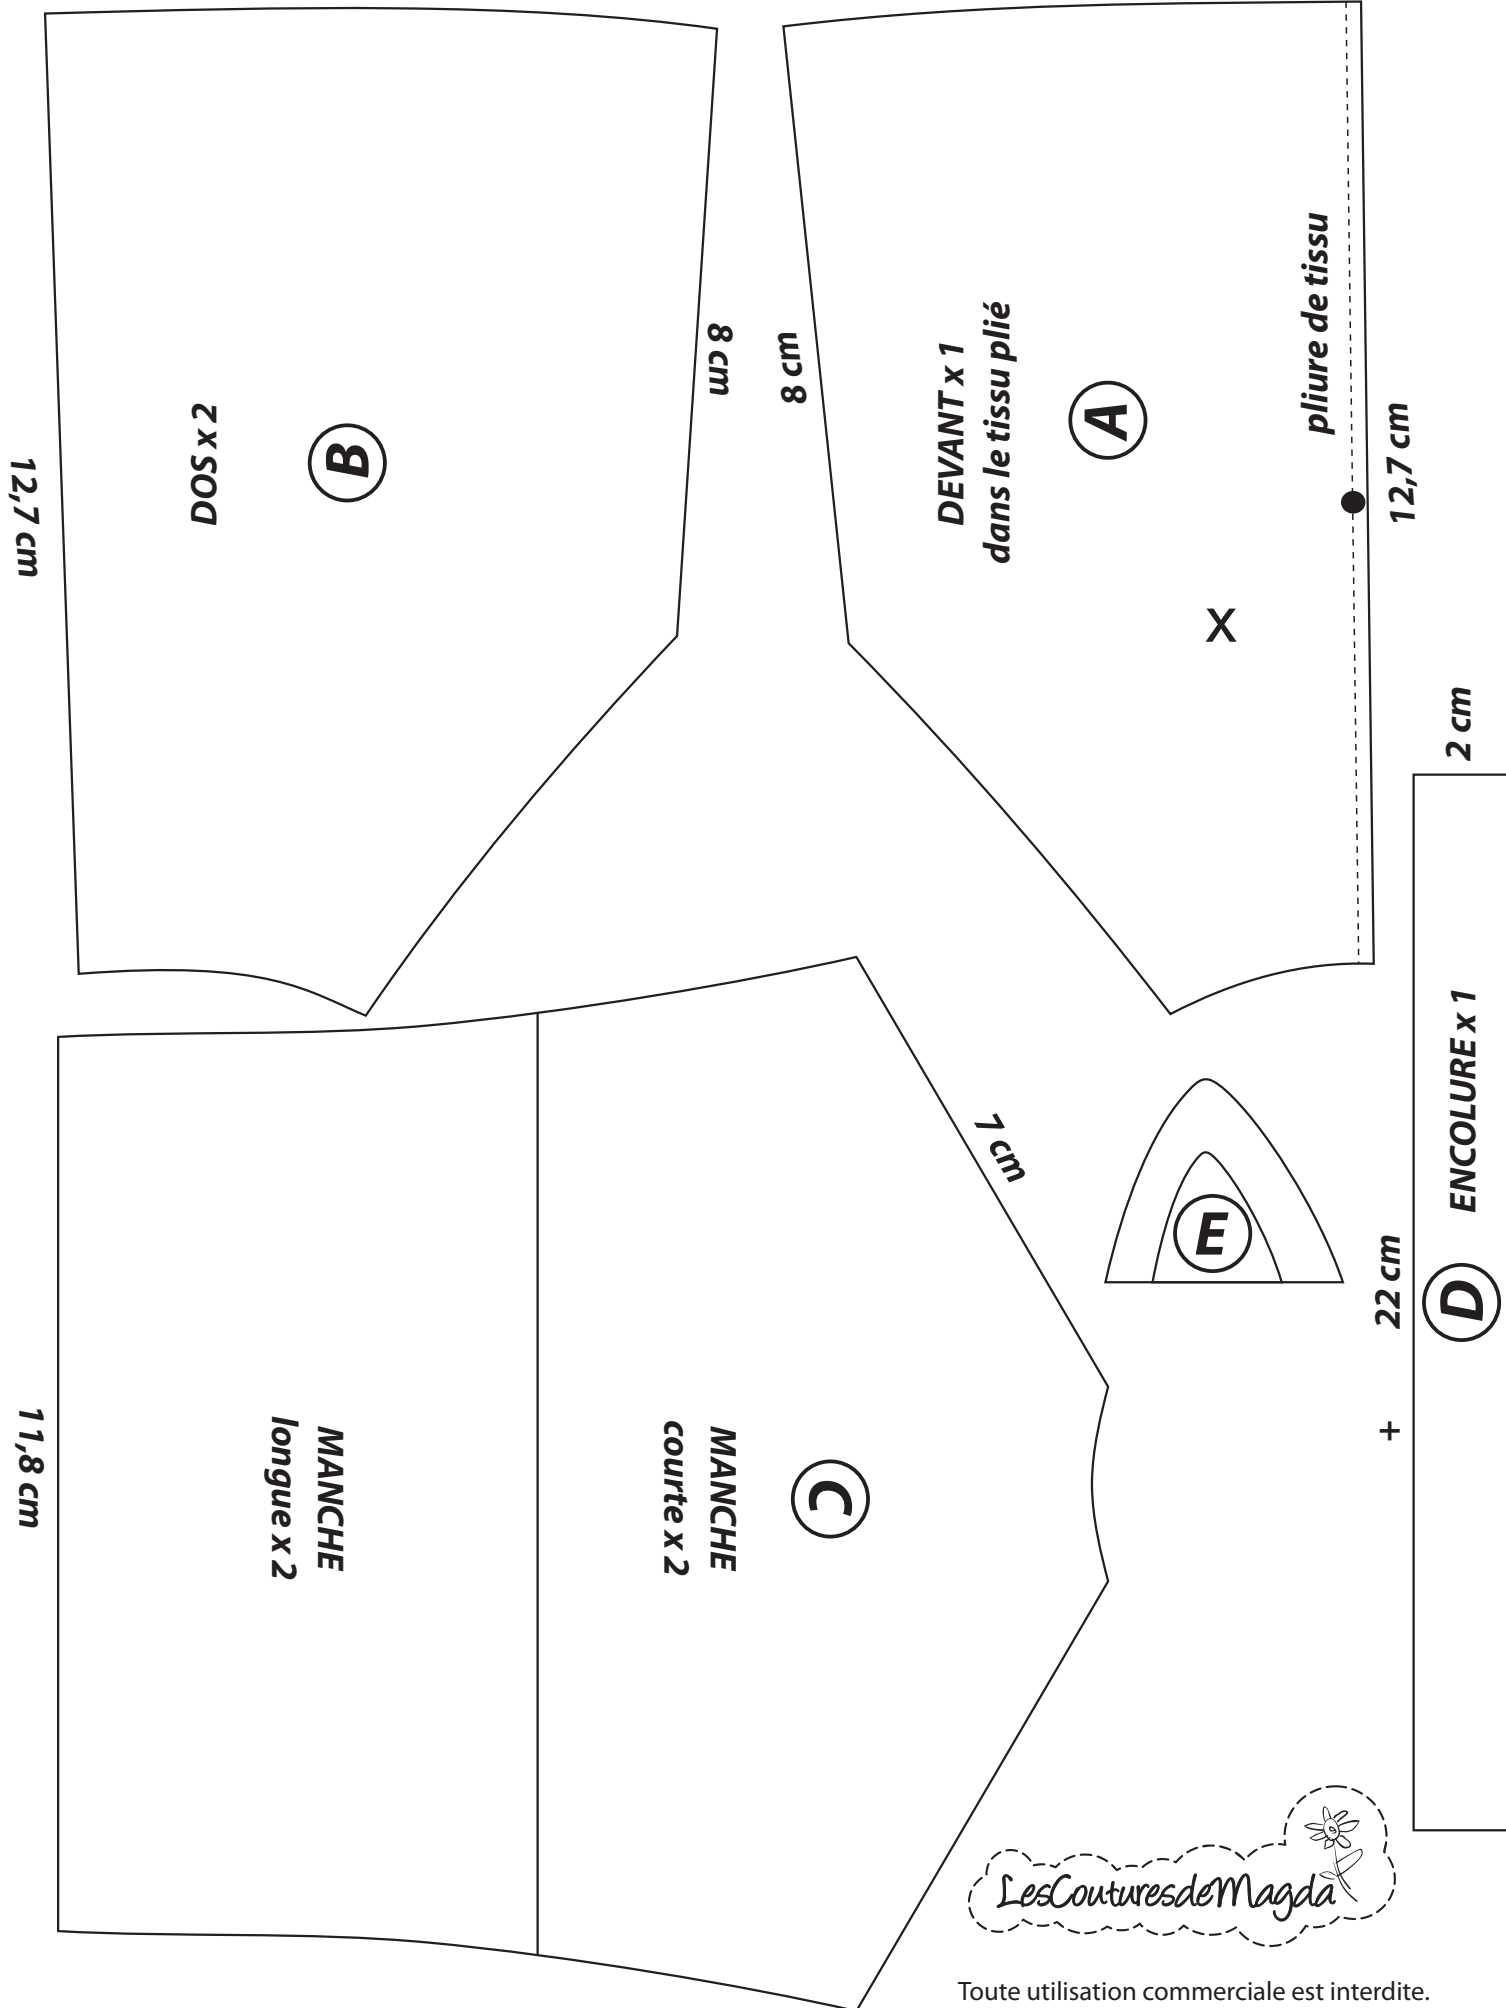 12,7 cm
DOS x 2
B
8 cm
8 cm
DEVANT x 1
dans le tissu plié
A
pliure de tissu
12,7 cm
X
2 cm
ENCOLURE x 1
D
22 cm
+
E
7 cm
C
MANCHE
courte x 2
MANCHE
longue x 2
11,8 cm
LesCouturesdeMagda
Toute utilisation commerciale est interdite.